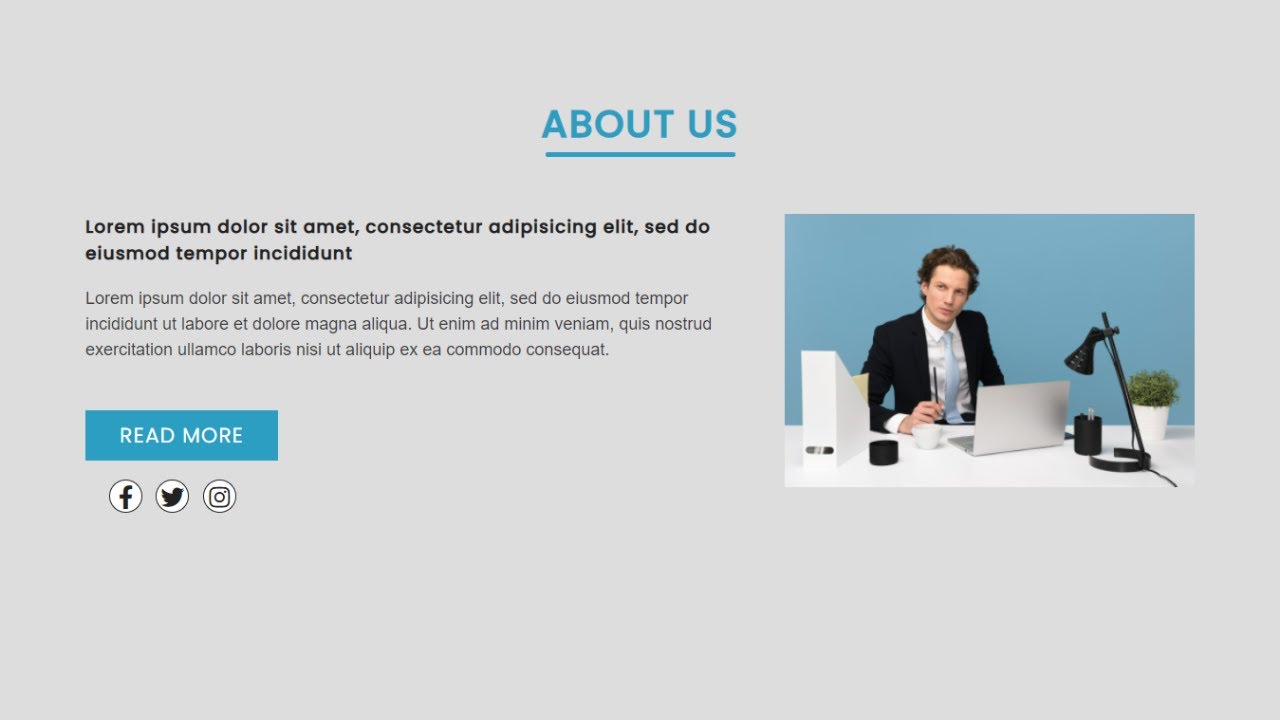 ABOUT US
Lorem ipsum dolor sit amet, consectetur adipisicing elit, sed do
eiusmod tempor incididunt
Lorem ipsum dolor sit amet, consectetur adipisicing elit, sed do eiusmod tempor
incididunt ut labore et dolore magna aliqua. Ut enim ad minim veniam, quis nostrud
exercitation ullamco laboris nisi ut aliquip ex ea commodo consequat.
READ MORE